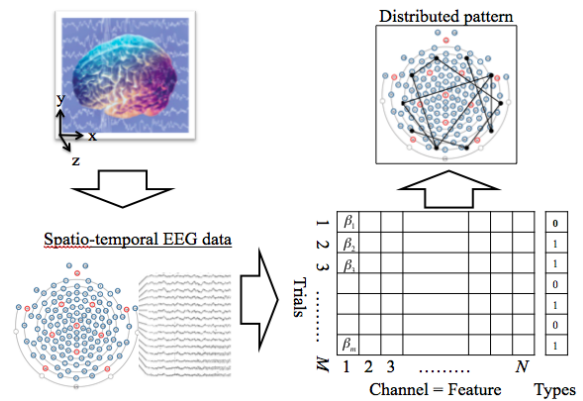 Distributed pattern
y
x
z
Spatio-temporal EEG data
Trials
1
2
3
.........
M
β1
β2
β3
βm
0
1
1
0
1
0
1
1 2 3 ......... N
Channel = Feature
Types